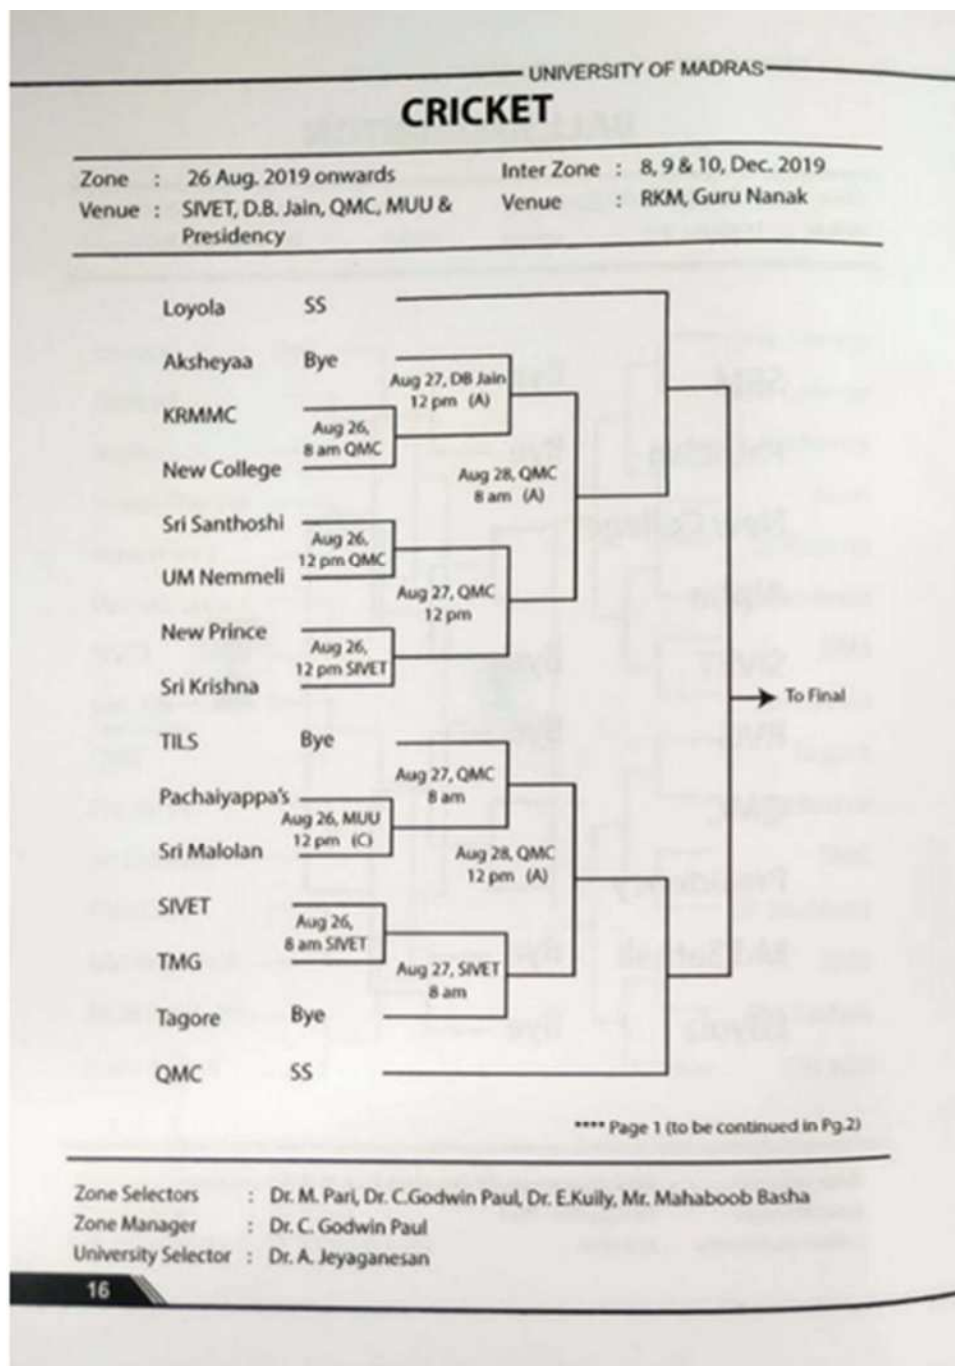 UNIVERSITY OF MADRAS
CRICKET
Zone : 26 Aug. 2019 onwards
Venue : SIVET, D.B. Jain, QMC, MUU &
Presidency
Inter Zone : 8, 9 & 10, Dec. 2019
Venue : RKM, Guru Nanak
Loyola SS
Aksheyaa Bye
Aug 27, DB Jain
12 pm (A)
KRMMC
Aug 26,
8 am QMC
New College
Aug 28, QMC
8 am (A)
Sri Santhoshi
Aug 26,
12 pm QMC
UM Nemmeli
Aug 27, QMC
12 pm
New Prince
Aug 26,
12 pm SIVET
Sri Krishna
To Final
TILS Bye
Aug 27, QMC
8 am
Pachaiyappa's
Aug 26, MUU
12 pm (C)
Sri Malolan
Aug 28, QMC
12 pm (A)
SIVET
Aug 26,
8 am SIVET
TMG
Aug 27, SIVET
8 am
Tagore Bye
QMC SS
**** Page 1 (to be continued in Pg.2)
Zone Selectors : Dr. M. Pari, Dr. C.Godwin Paul, Dr. E.Kuily, Mr. Mahaboob Basha
Zone Manager : Dr. C. Godwin Paul
University Selector : Dr. A. Jeyaganesan
16